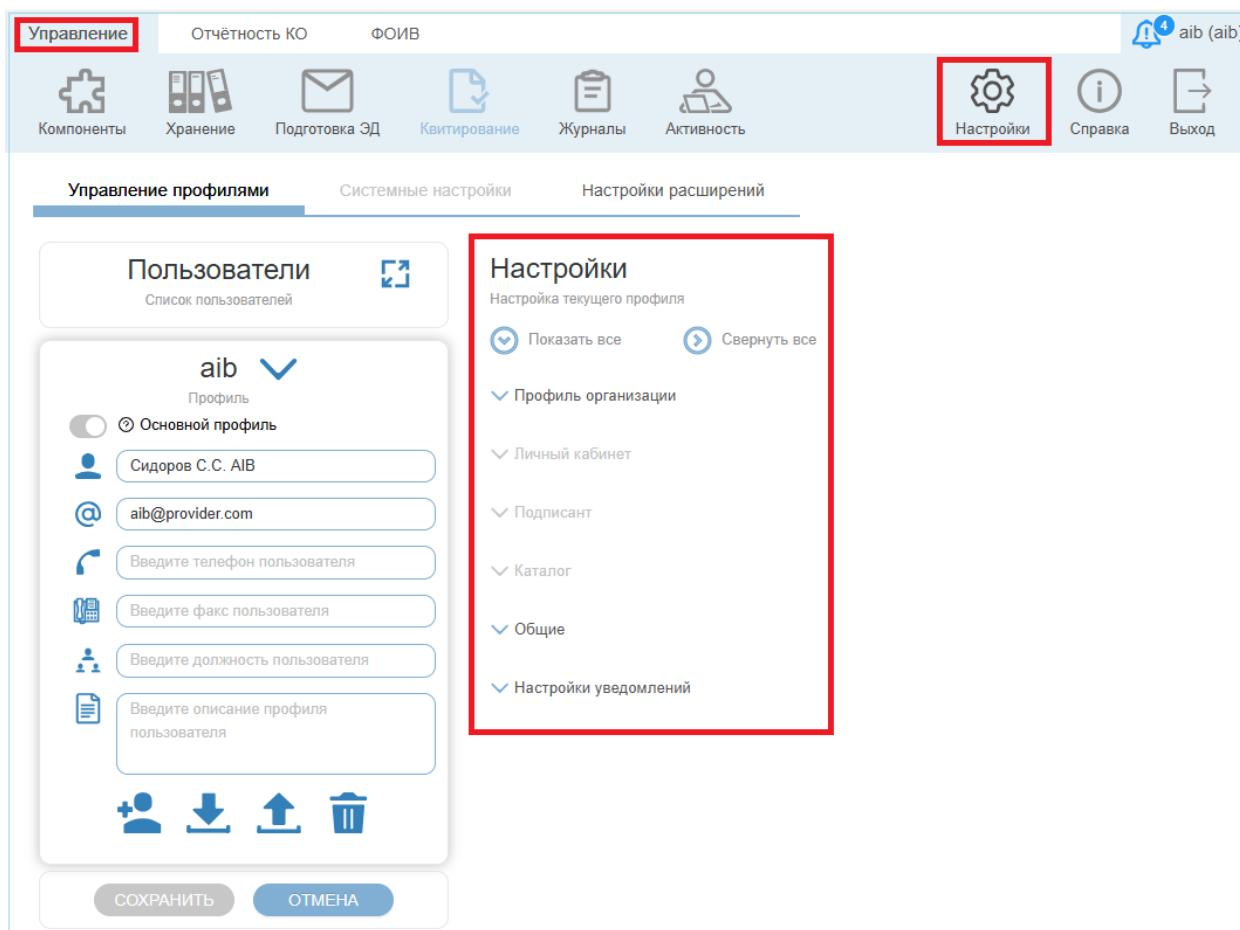 Управление
Отчётность КО
ФОИВ
4
aib (aib)
Компоненты
Хранение
Подготовка ЭД
Квитирование
Журналы
Активность
Настройки
Справка
Выход
Управление профилями
Системные настройки
Настройки расширений
Пользователи
Список пользователей
aib
Профиль
Основной профиль
Сидоров С.С. AIB
aib@provider.com
Введите телефон пользователя
Введите факс пользователя
Введите должность пользователя
Введите описание профиля
пользователя
СОХРАНИТЬ
ОТМЕНА
Настройки
Настройка текущего профиля
Показать все
Свернуть все
Профиль организации
Личный кабинет
Подписант
Каталог
Общие
Настройки уведомлений